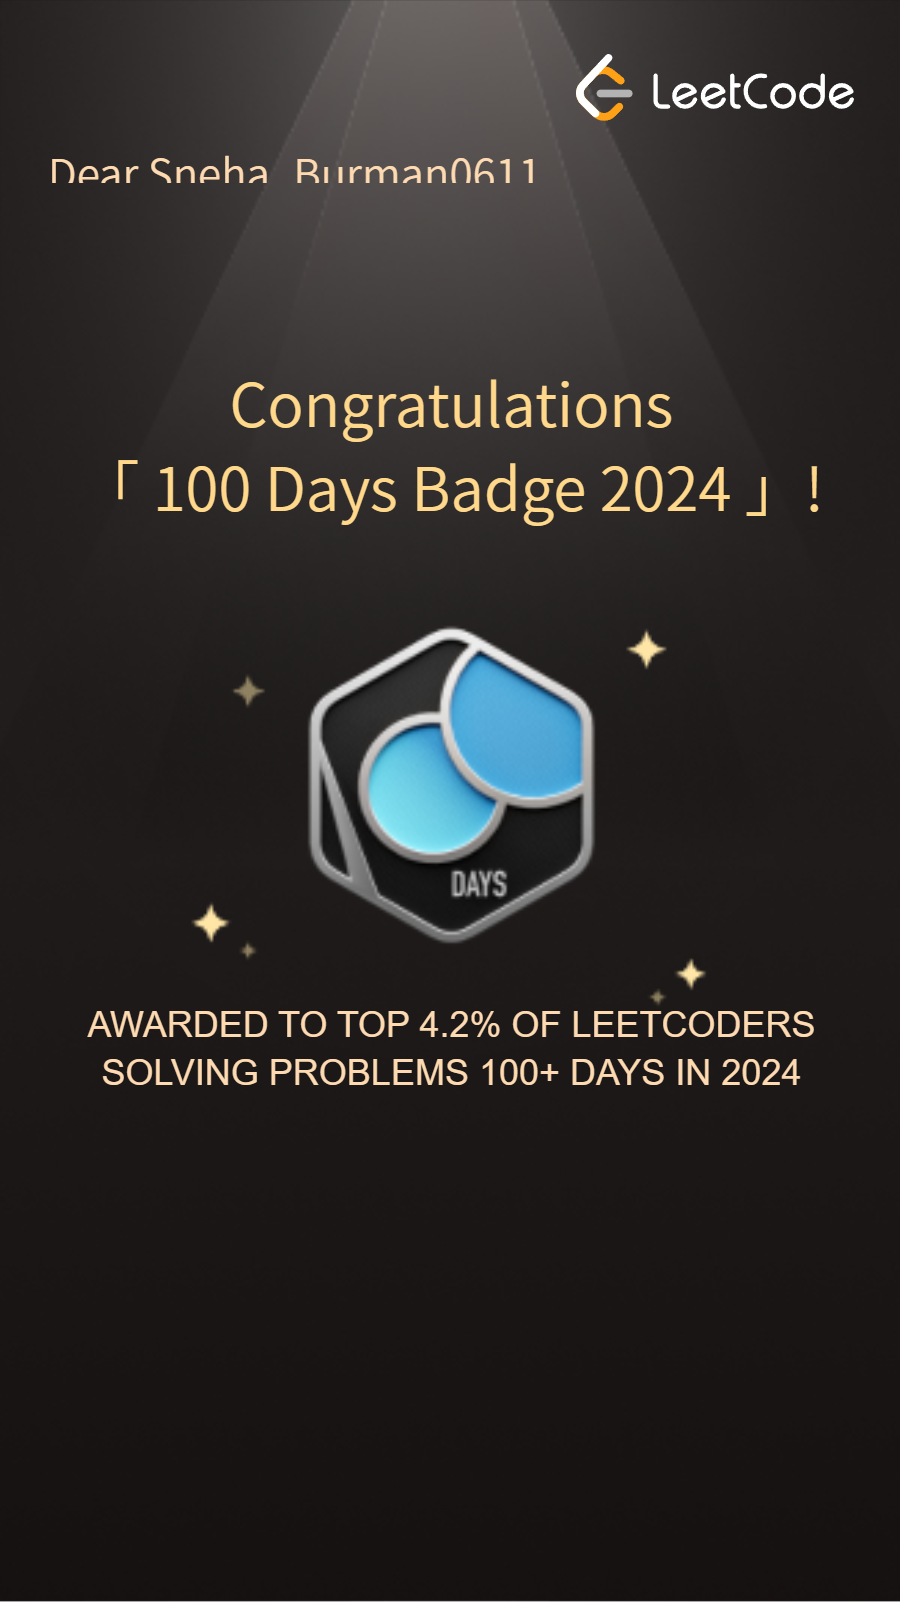 LeetCode
Dear Sneha_Burman0611
Congratulations
「 100 Days Badge 2024 」!
DAYS
AWARDED TO TOP 4.2% OF LEETCODERS
SOLVING PROBLEMS 100+ DAYS IN 2024